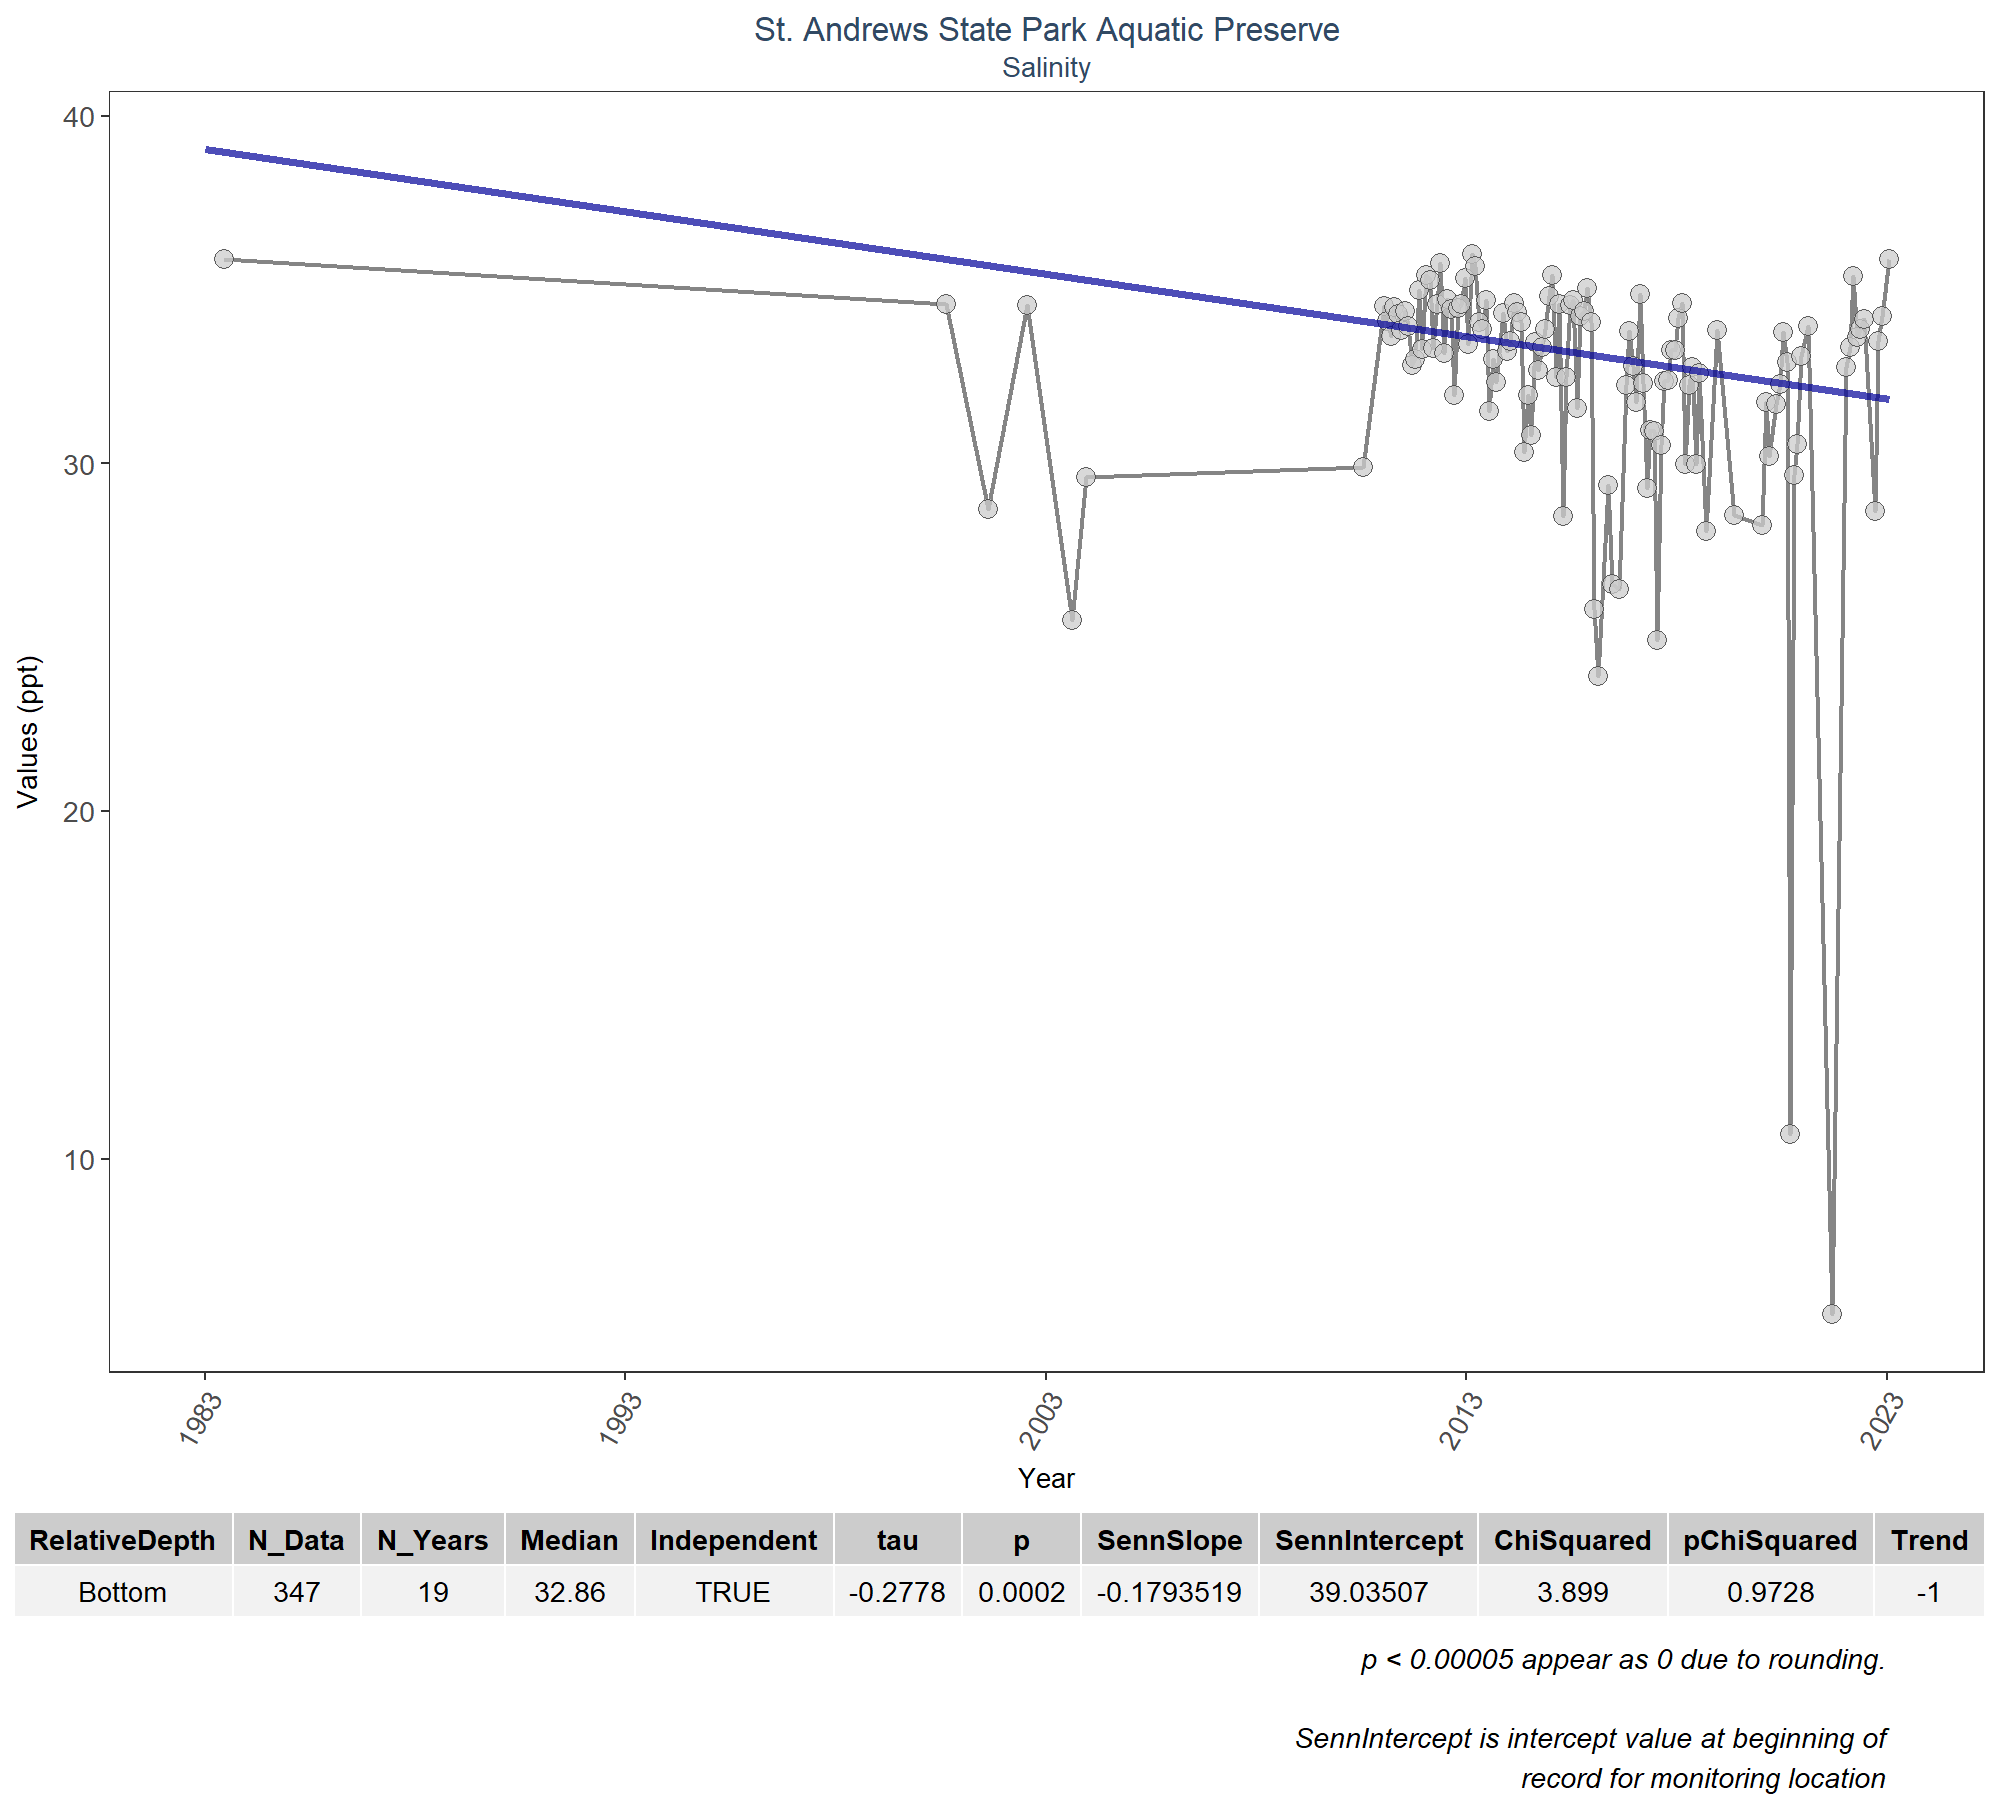 St. Andrews State Park Aquatic Preserve
Salinity
40
30
20
10
Values (ppt)
1983
1993
2003
2013
2023
Year
RelativeDepth N_Data N_Years Median Independent tau p SennSlope SennIntercept ChiSquared pChiSquared Trend
Bottom 347 19 32.86 TRUE -0.2778 0.0002 -0.1793519 39.03507 3.899 0.9728 -1
p < 0.00005 appear as 0 due to rounding.
SennIntercept is intercept value at beginning of
record for monitoring location